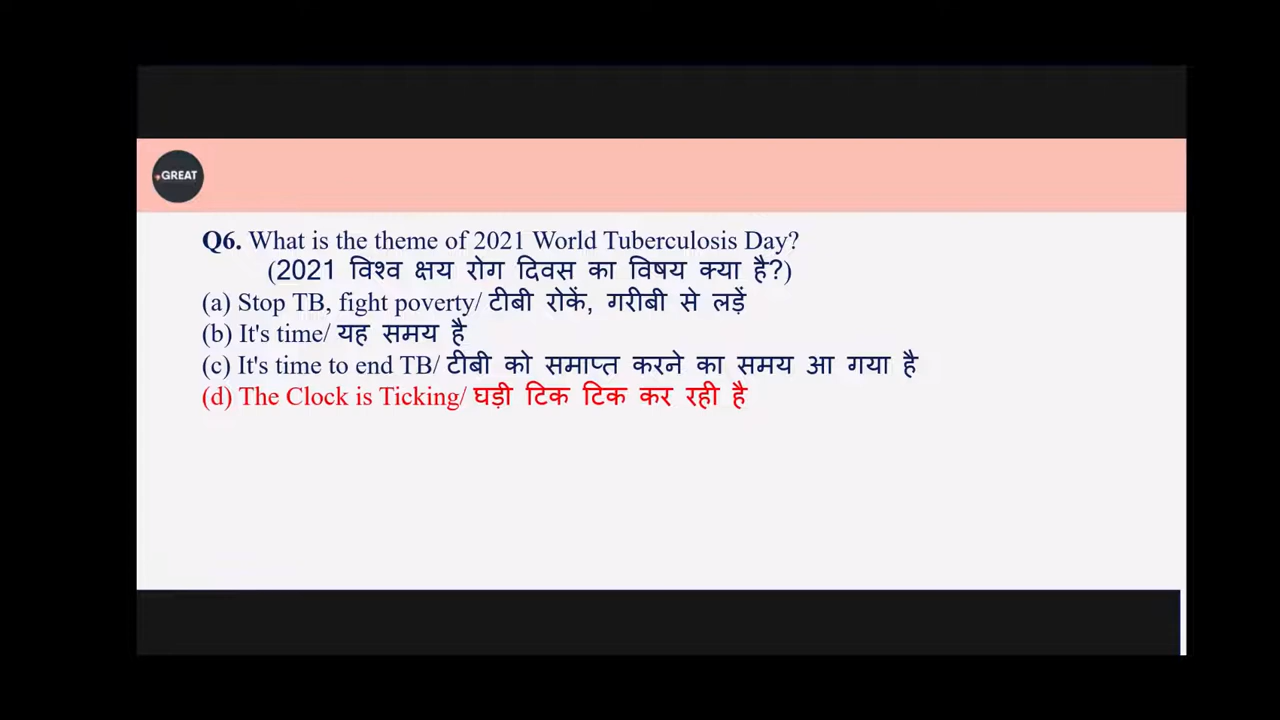 GREAT
Q6. What is the theme of 2021 World Tuberculosis Day?
(2021 विश्व क्षय रोग दिवस का विषय क्या है?)
(a) Stop TB, fight poverty/ टीबी रोकें, गरीबी से लड़ें
(b) It's time/ यह समय है
(c) It's time to end TB/ टीबी को समाप्त करने का समय आ गया है
(d) The Clock is Ticking/ घड़ी टिक टिक कर रही है